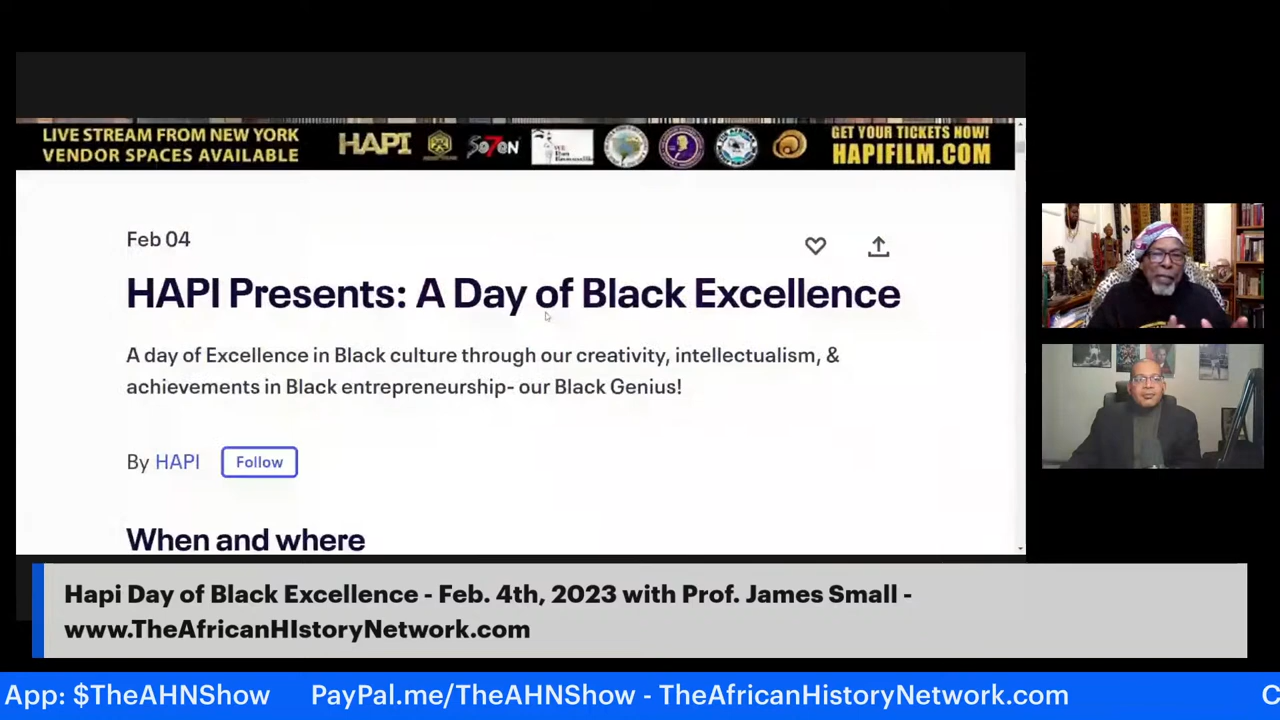 LIVE STREAM FROM NEW YORK
VENDOR SPACES AVAILABLE
HAPI
So7en
GET YOUR TICKETS NOW!
HAPIFILM.COM
Feb 04
HAPI Presents: A Day of Black Excellence
A day of Excellence in Black culture through our creativity, intellectualism, &
achievements in Black entrepreneurship- our Black Genius!
By HAPI Follow
When and where
Hapi Day of Black Excellence - Feb. 4th, 2023 with Prof. James Small -
www.TheAfricanHIstoryNetwork.com
App: $TheAHNShow PayPal.me/TheAHNShow - TheAfricanHistoryNetwork.com C